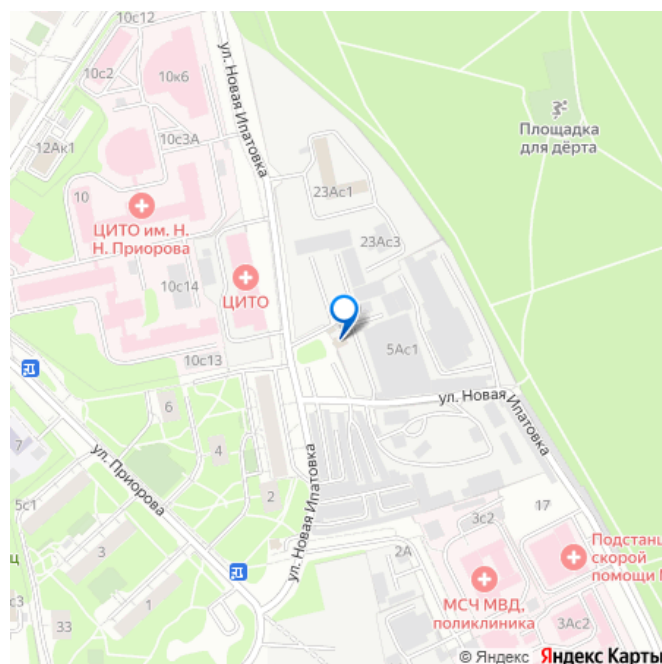 10с12
10с2
10к6
10с3А
12Ак1
ул. Новая Ипатовка
Площадка
для дёрта
23Ас1
10
ЦИТО им. Н.
Н. Приорова
23Ас3
10с14
ЦИТО
10с13
5Ас1
ул. Новая Ипатовка
6
4
7
ул. Приорова
2
ул. Новая Ипатовка
5с1
3
3с2
17
2А
Подстанц
скорой
помощи
МСЧ МВД,
поликлиника
1
3Ас2
ц
с3
33
© Яндекс Яндекс Карты